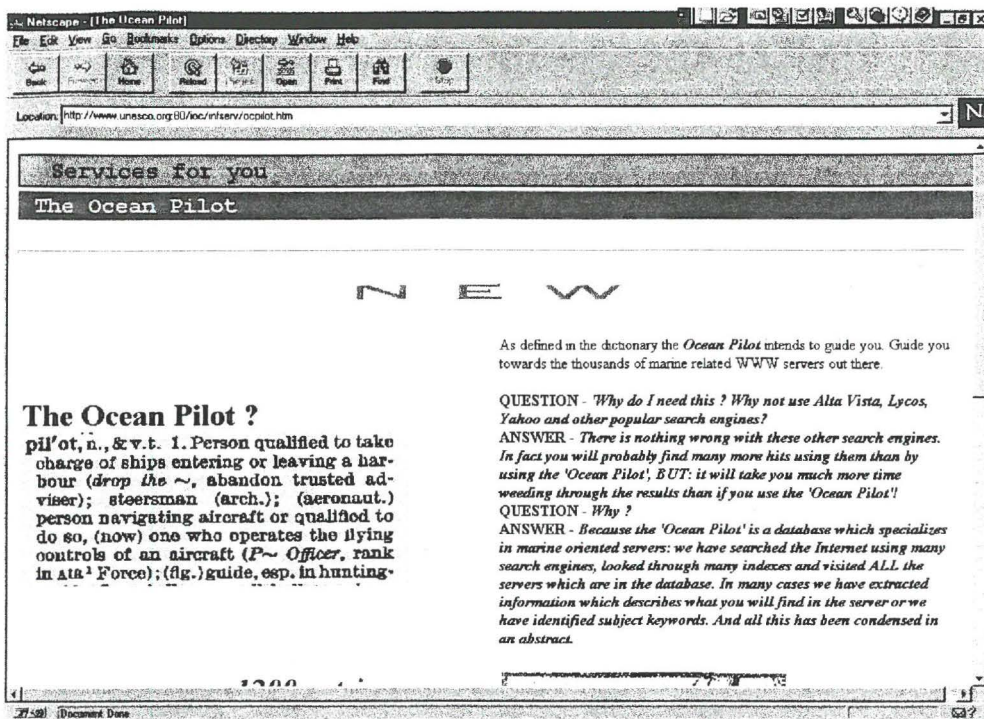 Netscape - [The Ocean Pilot]
File Edit View Go Bookmarks Options Directory Window Help
Back Forward Home Reload Images Open Print Find Stop
Location: http://www.unesco.org:80/ioc/infserv/ocpilot.htm
N
Services for you
The Ocean Pilot
N E W
The Ocean Pilot ?
pil'ot, n., & v.t. 1. Person qualified to take
charge of ships entering or leaving a har-
bour (drop the ~, abandon trusted ad-
viser); steersman (arch.); (aeronaut.)
person navigating aircraft or qualified to
do so, (now) one who operates the flying
controls of an aircraft (P~ Officer, rank
in AIR¹ Force); (fig.) guide, esp. in hunting-
As defined in the dictionary the Ocean Pilot intends to guide you. Guide you
towards the thousands of marine related WWW servers out there.
QUESTION - 'Why do I need this ? Why not use Alta Vista, Lycos,
Yahoo and other popular search engines?
ANSWER - There is nothing wrong with these other search engines.
In fact you will probably find many more hits using them than by
using the 'Ocean Pilot', BUT: it will take you much more time
weeding through the results than if you use the 'Ocean Pilot'!
QUESTION - Why ?
ANSWER - Because the 'Ocean Pilot' is a database which specializes
in marine oriented servers: we have searched the Internet using many
search engines, looked through many indexes and visited ALL the
servers which are in the database. In many cases we have extracted
information which describes what you will find in the server or we
have identified subject keywords. And all this has been condensed in
an abstract.
Document Done